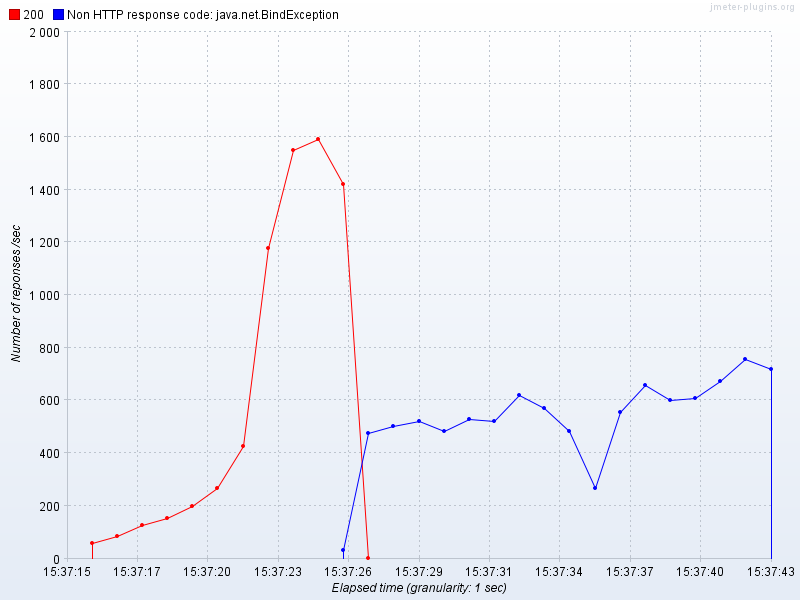 200 Non HTTP response code: java.net.BindException
jmeter-plugins.org
2 000
1 800
1 600
1 400
1 200
1 000
800
600
400
200
0
Number of reponses /sec
15:37:15 15:37:17 15:37:20 15:37:23 15:37:26 15:37:29 15:37:31 15:37:34 15:37:37 15:37:40 15:37:43
Elapsed time (granularity: 1 sec)